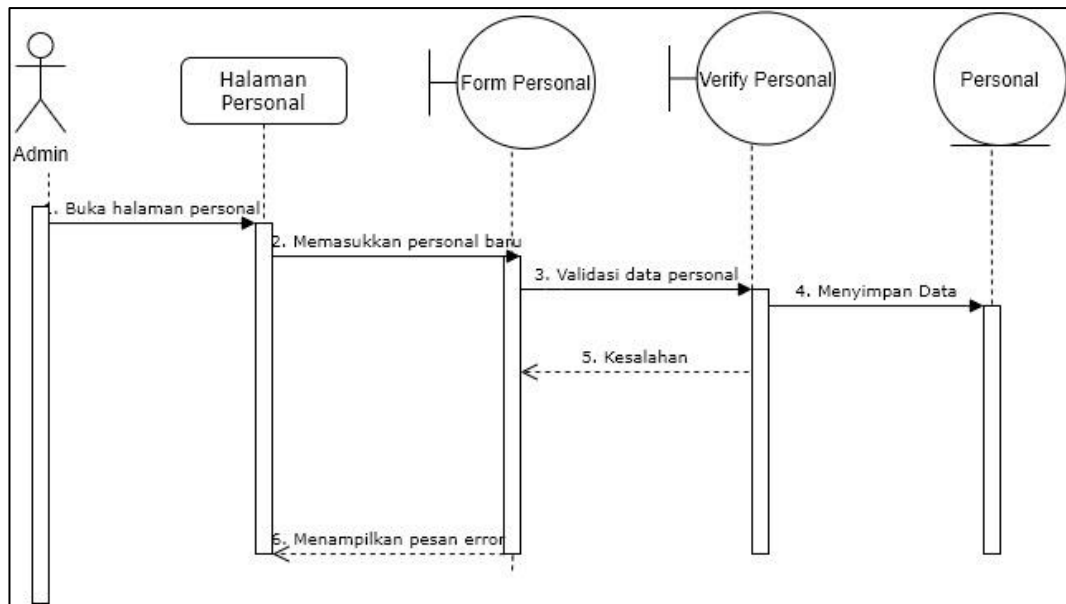 Halaman
Personal
Form Personal
Verify Personal
Personal
Admin
1. Buka halaman personal
2. Memasukkan personal baru
3. Validasi data personal
4. Menyimpan Data
5. Kesalahan
6. Menampilkan pesan error